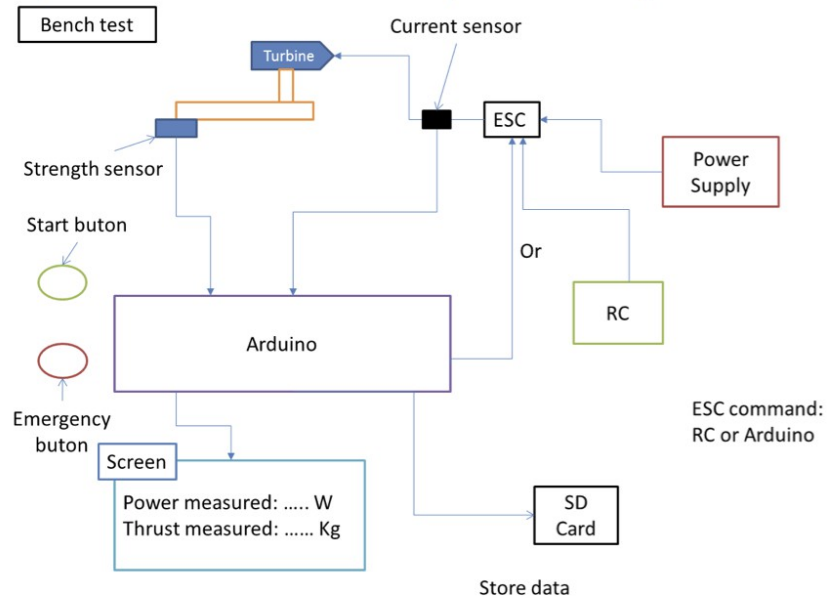 Bench test
Current sensor
Turbine
ESC
Power
Supply
Strength sensor
Start buton
Or
RC
Arduino
Emergency
buton
ESC command:
RC or Arduino
Screen
Power measured: ..... W
Thrust measured: ...... Kg
SD
Card
Store data